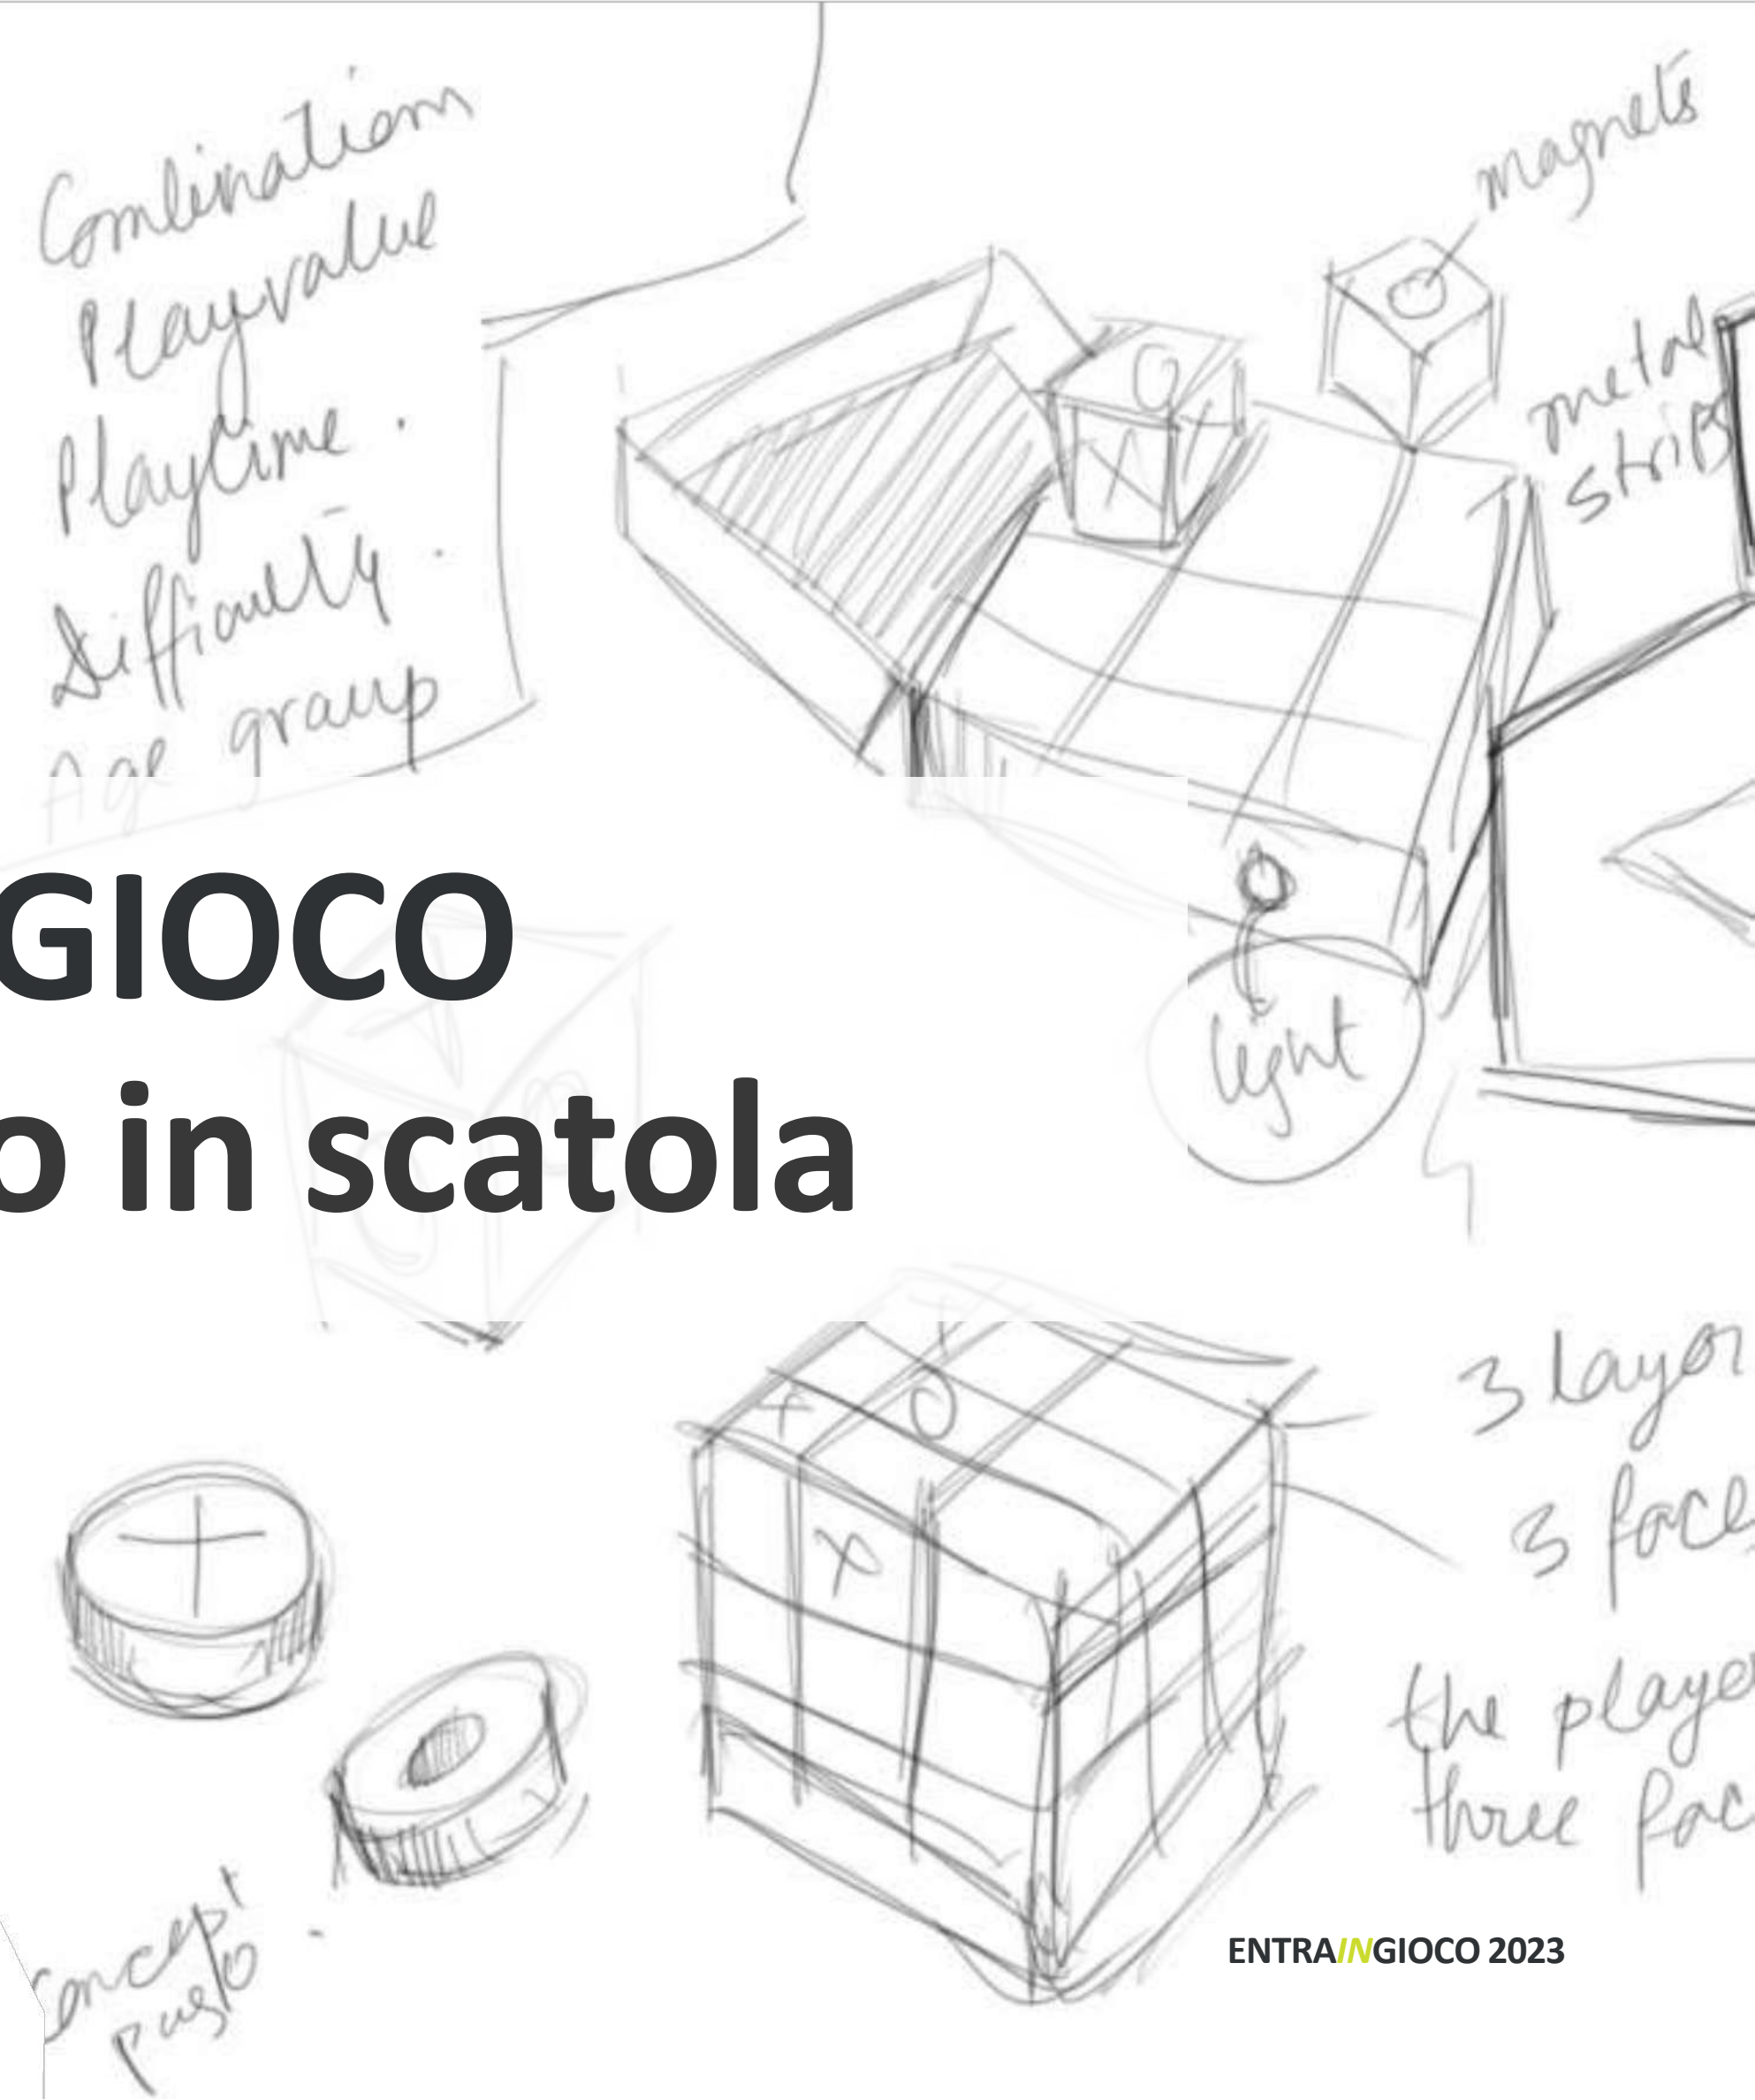 Combination
Playvalue
Playtime.
Difficulty.
Age group
magnets
metal
strips
GIOCO
o in scatola
light
3 layer
3 face
the player
three fac
concept
ENTRAINGIOCO 2023